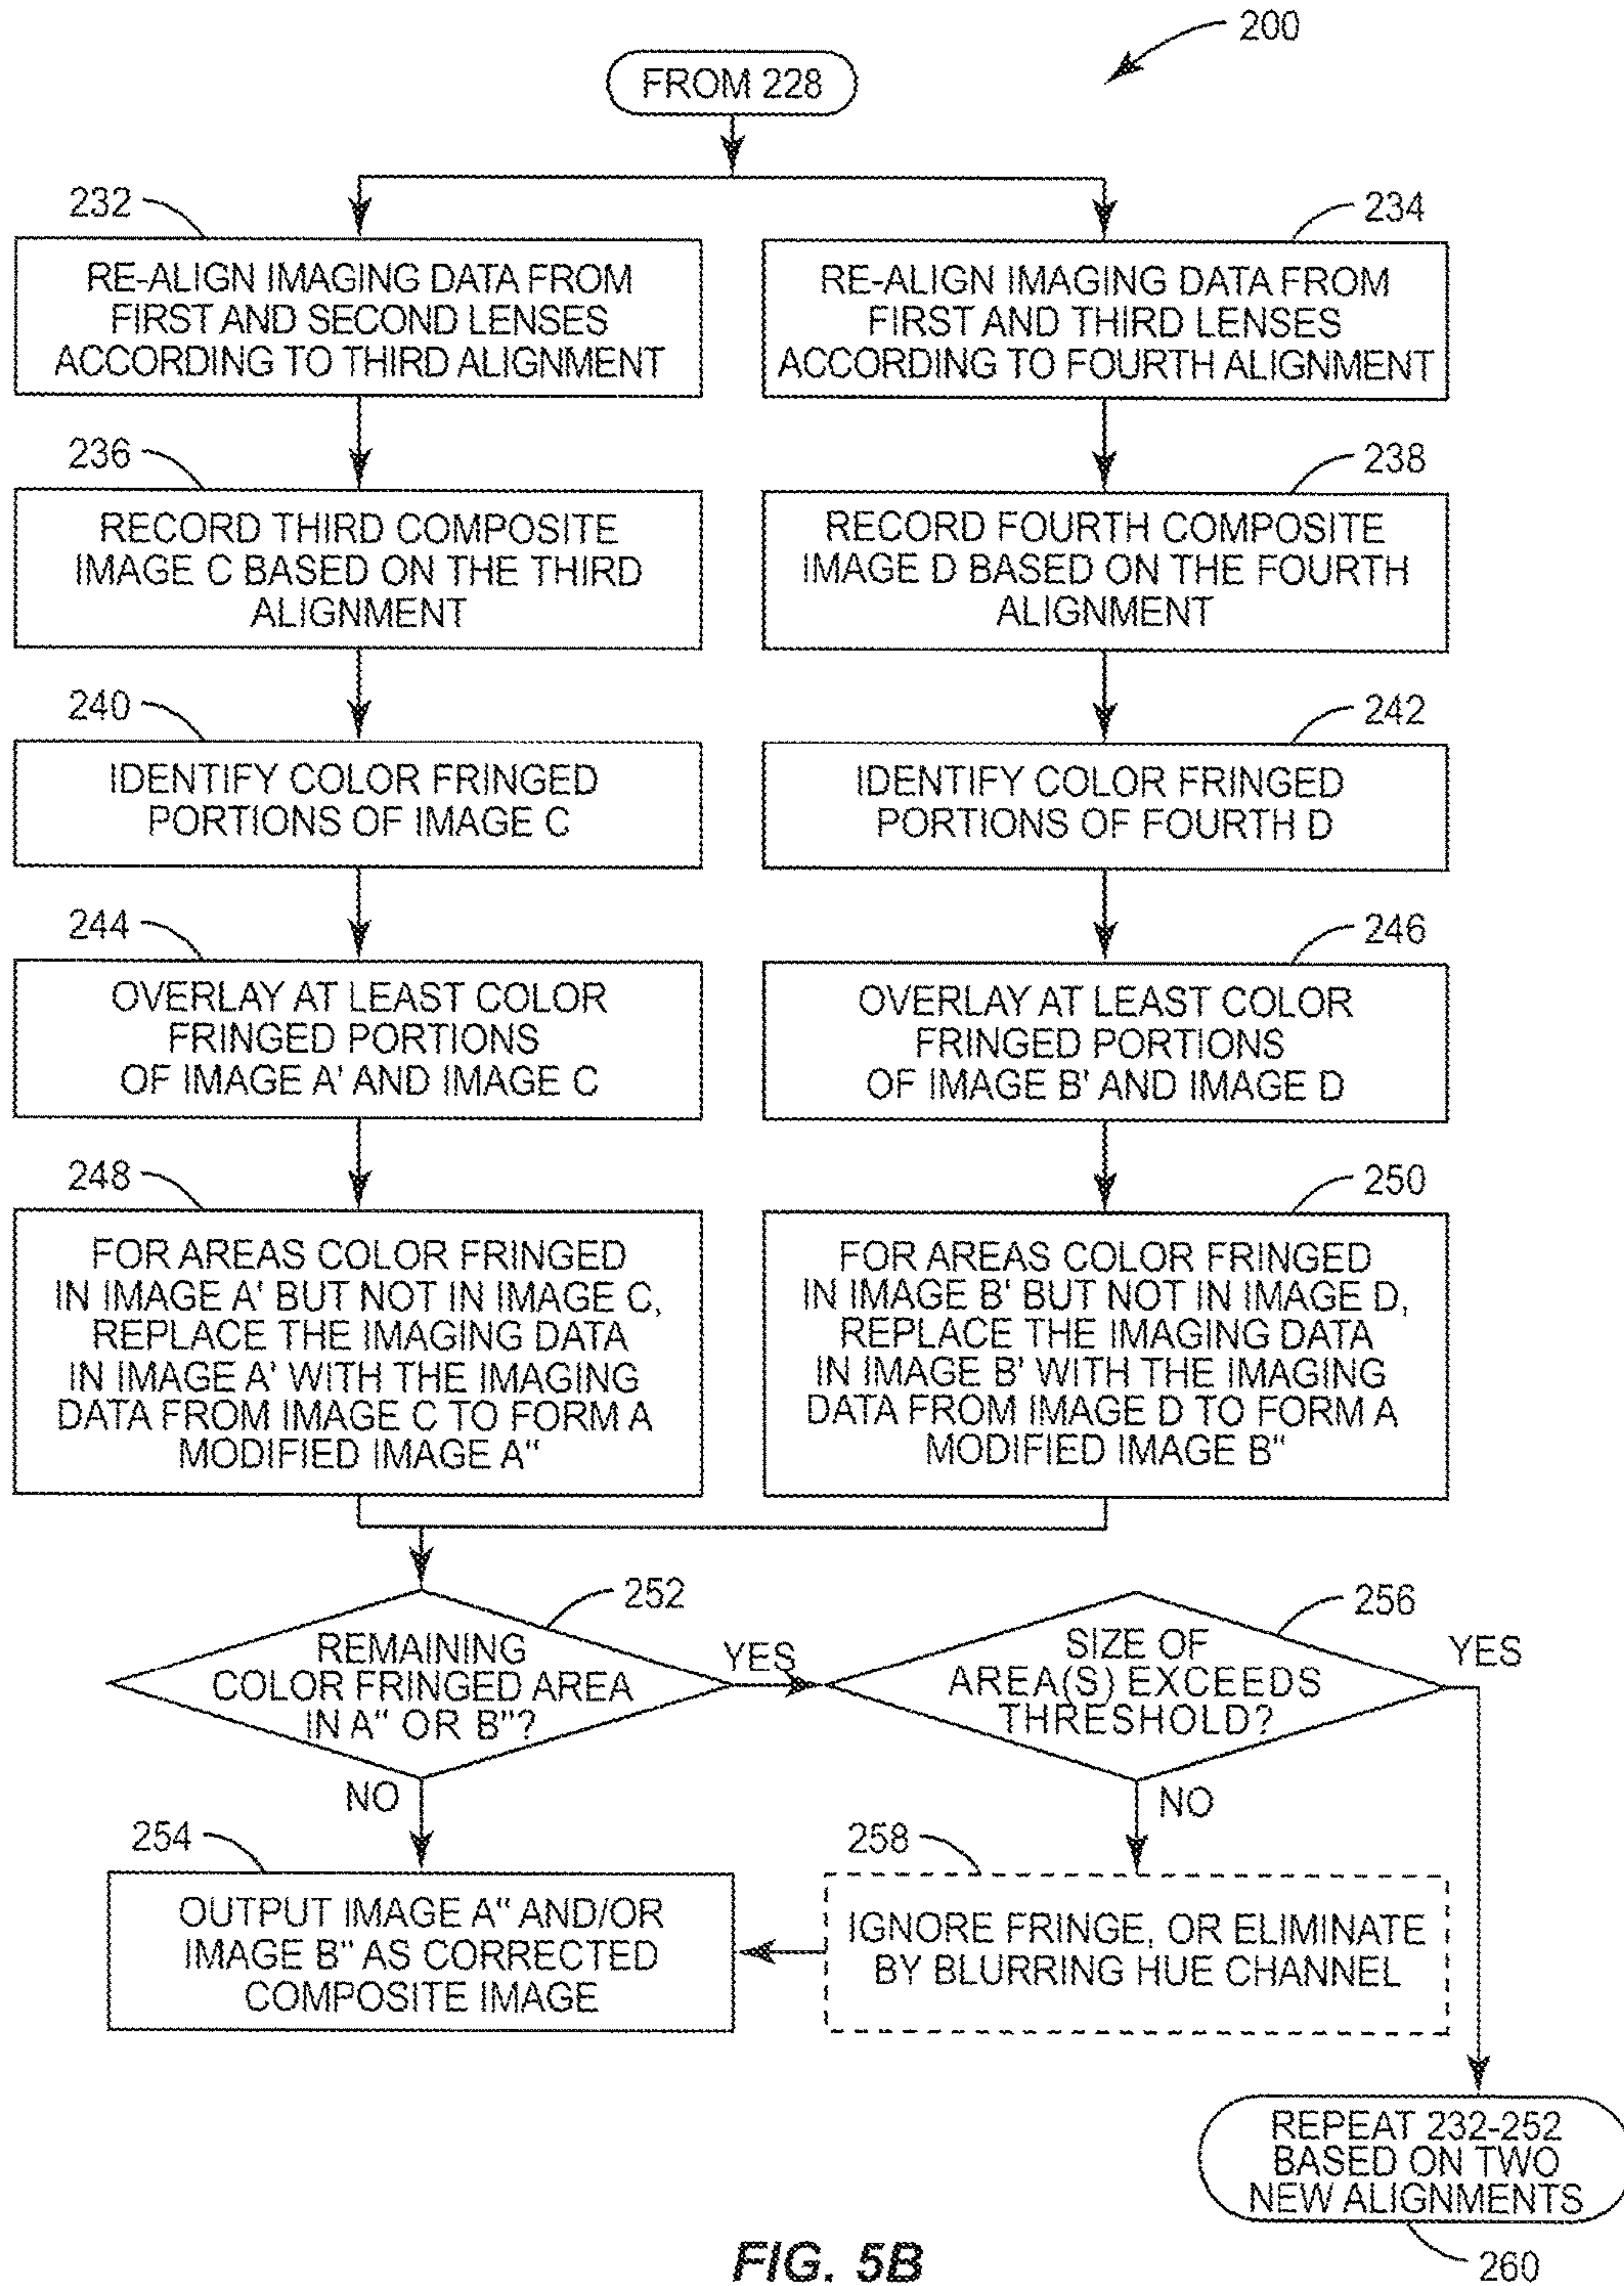 200
FROM 228
232
RE-ALIGN IMAGING DATA FROM
FIRST AND SECOND LENSES
ACCORDING TO THIRD ALIGNMENT
234
RE-ALIGN IMAGING DATA FROM
FIRST AND THIRD LENSES
ACCORDING TO FOURTH ALIGNMENT
236
RECORD THIRD COMPOSITE
IMAGE C BASED ON THE THIRD
ALIGNMENT
238
RECORD FOURTH COMPOSITE
IMAGE D BASED ON THE FOURTH
ALIGNMENT
240
IDENTIFY COLOR FRINGED
PORTIONS OF IMAGE C
242
IDENTIFY COLOR FRINGED
PORTIONS OF FOURTH D
244
OVERLAY AT LEAST COLOR
FRINGED PORTIONS
OF IMAGE A' AND IMAGE C
246
OVERLAY AT LEAST COLOR
FRINGED PORTIONS
OF IMAGE B' AND IMAGE D
248
FOR AREAS COLOR FRINGED
IN IMAGE A' BUT NOT IN IMAGE C,
REPLACE THE IMAGING DATA
IN IMAGE A' WITH THE IMAGING
DATA FROM IMAGE C TO FORM A
MODIFIED IMAGE A"
250
FOR AREAS COLOR FRINGED
IN IMAGE B' BUT NOT IN IMAGE D,
REPLACE THE IMAGING DATA
IN IMAGE B' WITH THE IMAGING
DATA FROM IMAGE D TO FORM A
MODIFIED IMAGE B"
252
REMAINING
COLOR FRINGED AREA
IN A" OR B"?
YES
NO
256
SIZE OF
AREA(S) EXCEEDS
THRESHOLD?
YES
NO
254
OUTPUT IMAGE A" AND/OR
IMAGE B" AS CORRECTED
COMPOSITE IMAGE
258
IGNORE FRINGE, OR ELIMINATE
BY BLURRING HUE CHANNEL
REPEAT 232-252
BASED ON TWO
NEW ALIGNMENTS
260
FIG. 5B